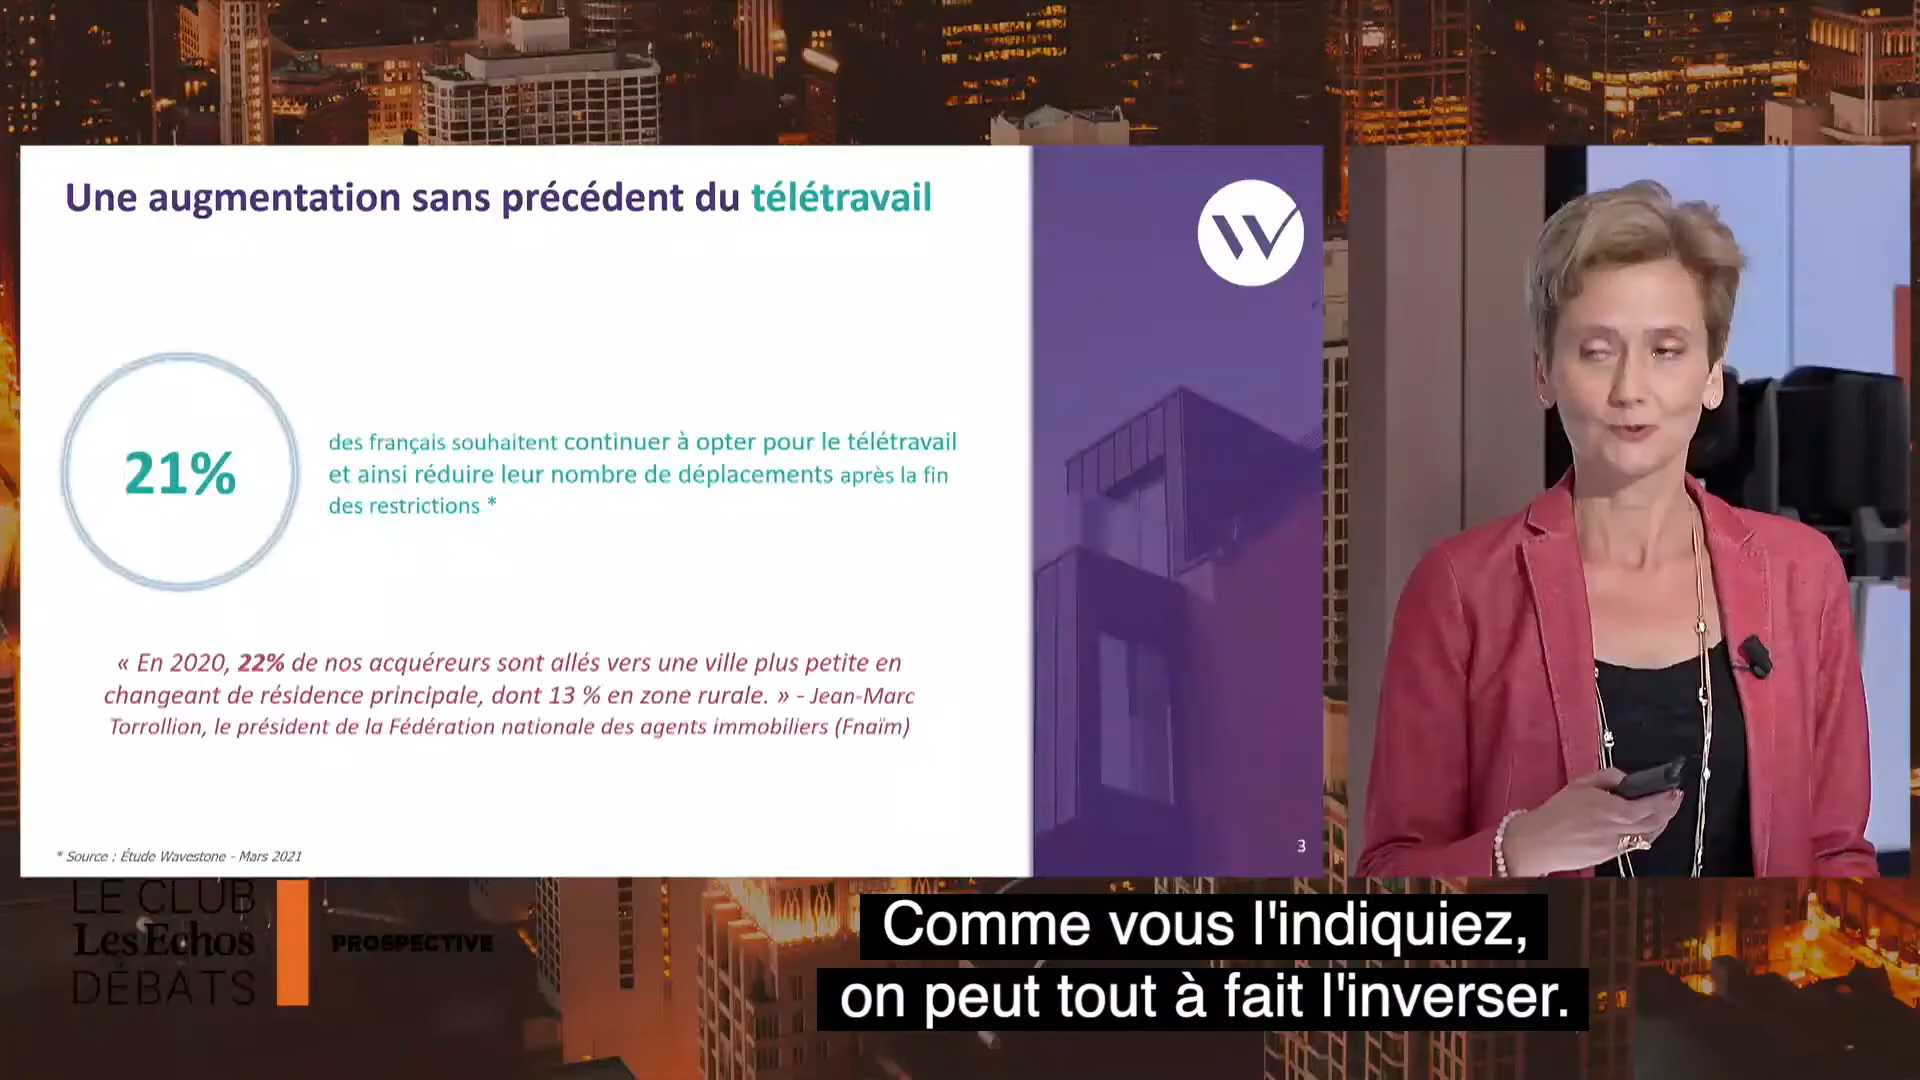 Une augmentation sans précédent du télétravail
W
21%
des français souhaitent continuer à opter pour le télétravail
et ainsi réduire leur nombre de déplacements après la fin
des restrictions *
« En 2020, 22% de nos acquéreurs sont allés vers une ville plus petite en
changeant de résidence principale, dont 13 % en zone rurale. » - Jean-Marc
Torrollion, le président de la Fédération nationale des agents immobiliers (Fnaïm)
* Source : Étude Wavestone - Mars 2021
3
LE CLUB
Les Echos
DÉBATS
PROSPECTIVE
Comme vous l'indiquiez,
on peut tout à fait l'inverser.